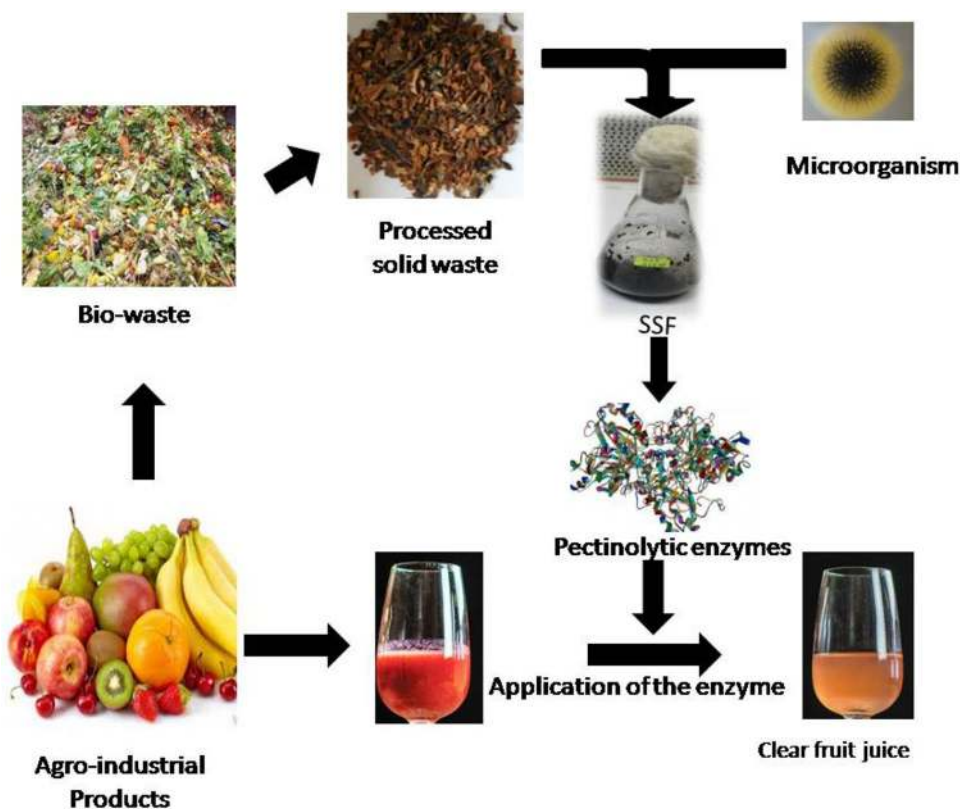 Microorganism
Processed
solid waste
Bio-waste
SSF
Pectinolytic enzymes
Application of the enzyme
Clear fruit juice
Agro-industrial
Products